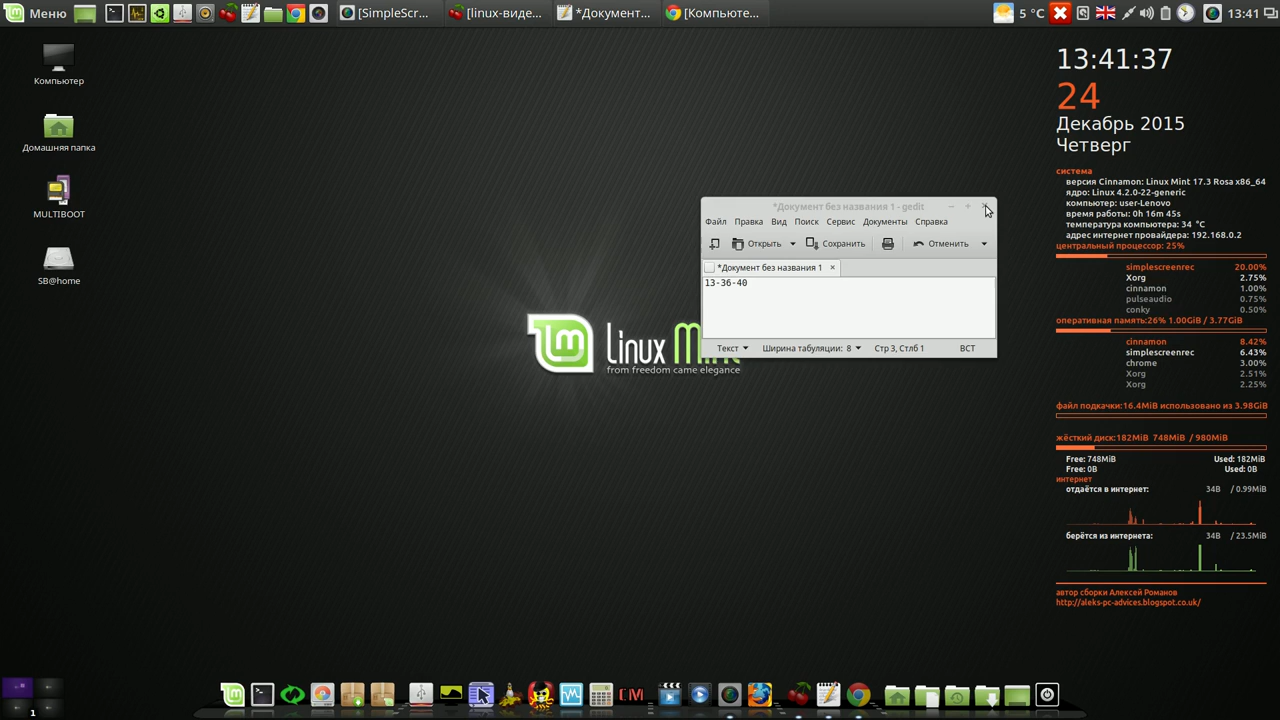 Меню
[SimpleScr...
[linux-виде...
*Документ...
[Компьюте...
5 °C
13:41
Компьютер
Домашняя папка
MULTIBOOT
SB@home
*Документ без названия 1 - gedit
Файл Правка Вид Поиск Сервис Документы Справка
Открыть Сохранить Отменить
*Документ без названия 1
13-36-40
Текст Ширина табуляции: 8 Стр 3, Стлб 1 ВСТ
Linux
from freedom came elegance
13:41:37
24
Декабрь 2015
Четверг
система
версия Cinnamon: Linux Mint 17.3 Rosa x86_64
ядро: Linux 4.2.0-22-generic
компьютер: user-Lenovo
время работы: 0h 16m 45s
температура компьютера: 34 °C
адрес интернет провайдера: 192.168.0.2
центральный процессор: 25%
simplescreenrec 20.00%
Xorg 2.75%
cinnamon 1.00%
pulseaudio 0.75%
conky 0.50%
оперативная память:26% 1.00GiB / 3.77GiB
cinnamon 8.42%
simplescreenrec 6.43%
chrome 3.00%
Xorg 2.51%
Xorg 2.25%
файл подкачки:16.4MiB использовано из 3.98GiB
жёсткий диск:182MiB 748MiB / 980MiB
Free: 748MiB Used: 182MiB
Free: 0B Used: 0B
интернет
отдаётся в интернет: 34B / 0.99MiB
берётся из интернета: 34B / 23.5MiB
автор сборки Алексей Романов
http://aleks-pc-advices.blogspot.co.uk/
1